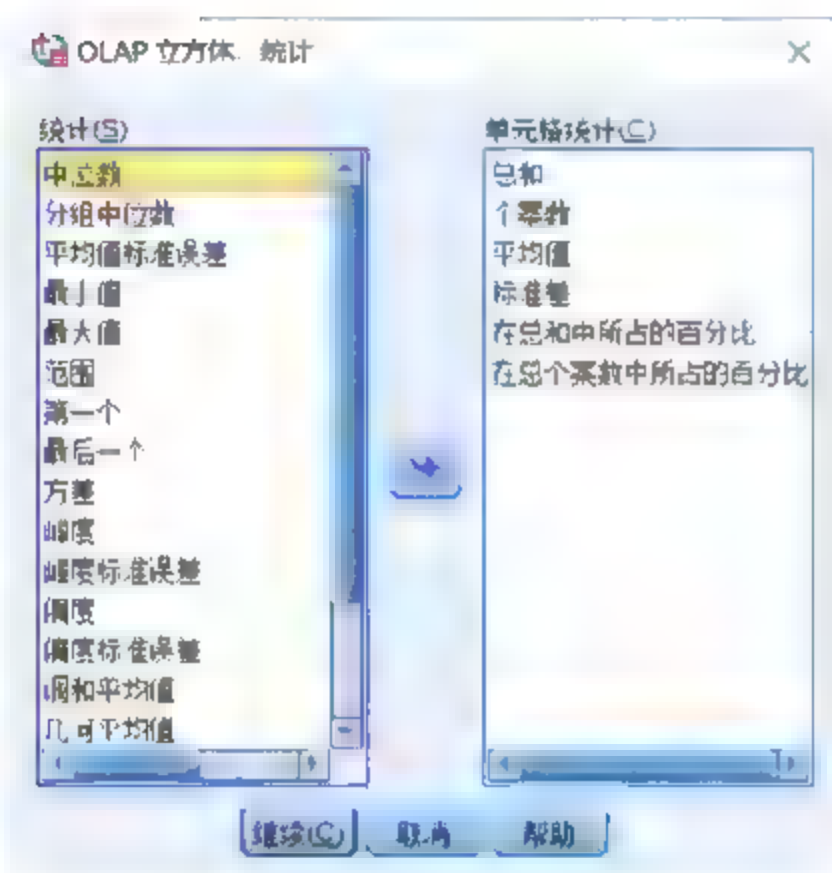 OLAP 立方体: 统计
统计(S)
中位数
分组中位数
平均值标准误差
最小值
最大值
范围
第一个
最后一个
方差
峰度
峰度标准误差
偏度
偏度标准误差
调和平均值
几何平均值
单元格统计(C)
总和
个案数
平均值
标准差
在总和中所占的百分比
在总个案数中所占的百分比
继续(C)
取消
帮助